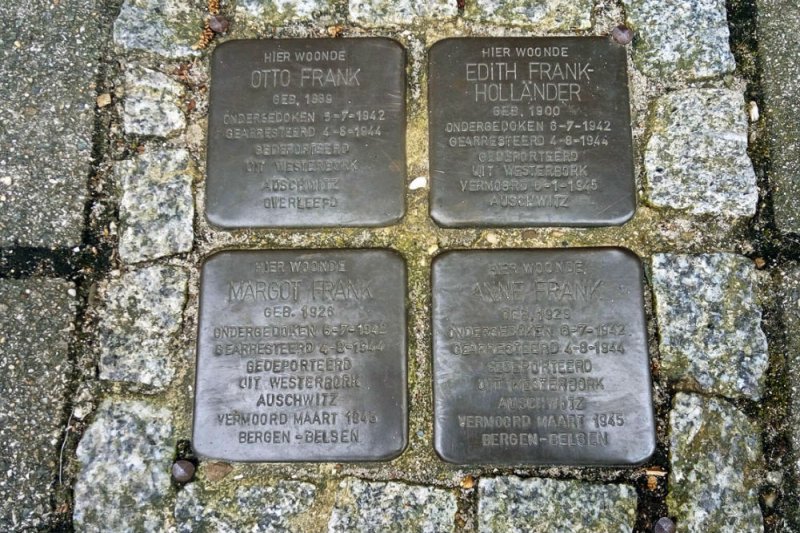 HIER WOONDE
OTTO FRANK
GEB. 1889
ONDERGEDOKEN 5-7-1942
GEARRESTEERD 4-8-1944
GEDEPORTEERD
UIT WESTERBORK
AUSCHWITZ
OVERLEEFD
HIER WOONDE
EDITH FRANK-
HOLLÄNDER
GEB. 1900
ONDERGEDOKEN 6-7-1942
GEARRESTEERD 4-8-1944
GEDEPORTEERD
UIT WESTERBORK
VERMOORD 6-1-1945
AUSCHWITZ
HIER WOONDE
MARGOT FRANK
GEB. 1926
ONDERGEDOKEN 6-7-1942
GEARRESTEERD 4-8-1944
GEDEPORTEERD
UIT WESTERBORK
AUSCHWITZ
VERMOORD MAART 1945
BERGEN-BELSEN
HIER WOONDE
ANNE FRANK
GEB. 1929
ONDERGEDOKEN 6-7-1942
GEARRESTEERD 4-8-1944
GEDEPORTEERD
UIT WESTERBORK
AUSCHWITZ
VERMOORD MAART 1945
BERGEN-BELSEN